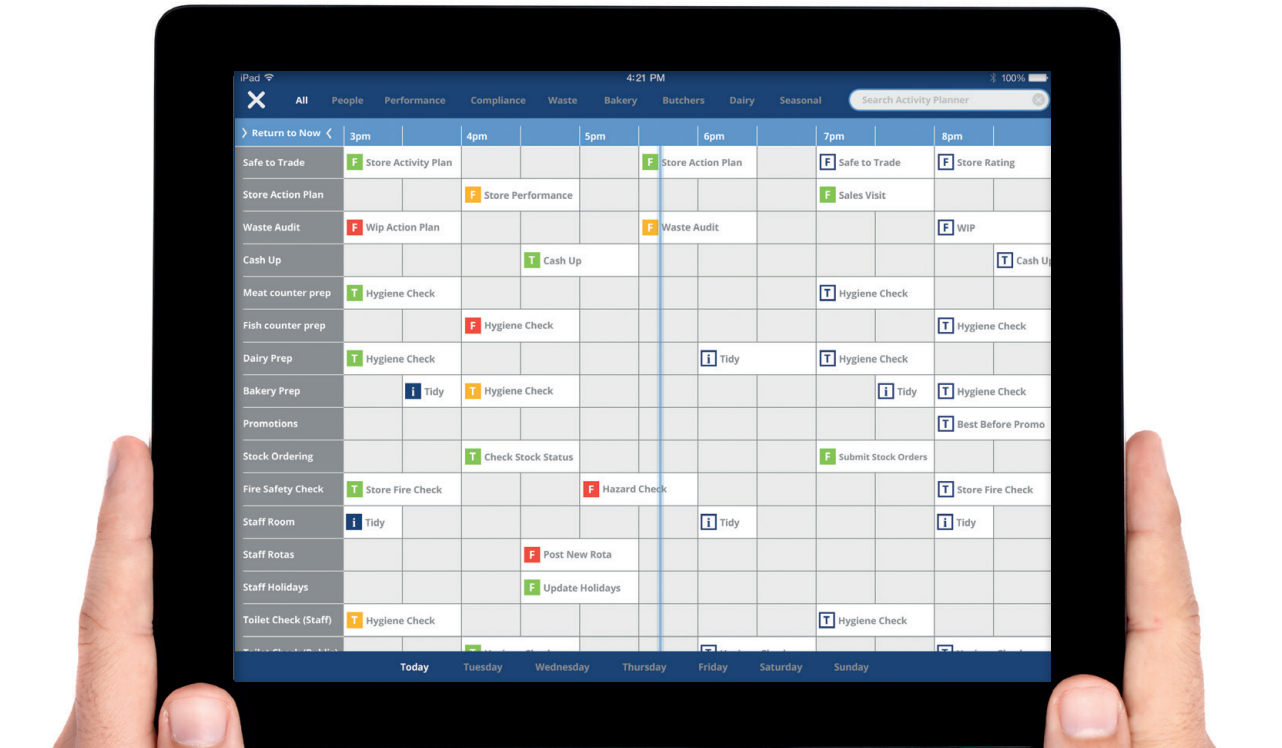 iPad 4:21 PM 100%
All People Performance Compliance Waste Bakery Butchers Dairy Seasonal Search Activity Planner
Return to Now 3pm 4pm 5pm 6pm 7pm 8pm
Safe to Trade F Store Activity Plan F Store Action Plan F Safe to Trade F Store Rating
Store Action Plan F Store Performance F Sales Visit
Waste Audit F Wip Action Plan F Waste Audit F WIP
Cash Up T Cash Up T Cash Up
Meat counter prep T Hygiene Check T Hygiene Check
Fish counter prep F Hygiene Check T Hygiene Check
Dairy Prep T Hygiene Check i Tidy T Hygiene Check
Bakery Prep i Tidy T Hygiene Check i Tidy T Hygiene Check
Promotions T Best Before Promo
Stock Ordering T Check Stock Status F Submit Stock Orders
Fire Safety Check T Store Fire Check F Hazard Check T Store Fire Check
Staff Room i Tidy i Tidy i Tidy
Staff Rotas F Post New Rota
Staff Holidays F Update Holidays
Toilet Check (Staff) T Hygiene Check T Hygiene Check
Today Tuesday Wednesday Thursday Friday Saturday Sunday